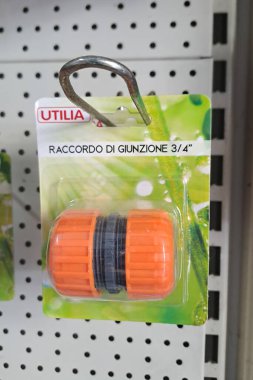 UTILIA
RACCORDO DI GIUNZIONE 3/4"